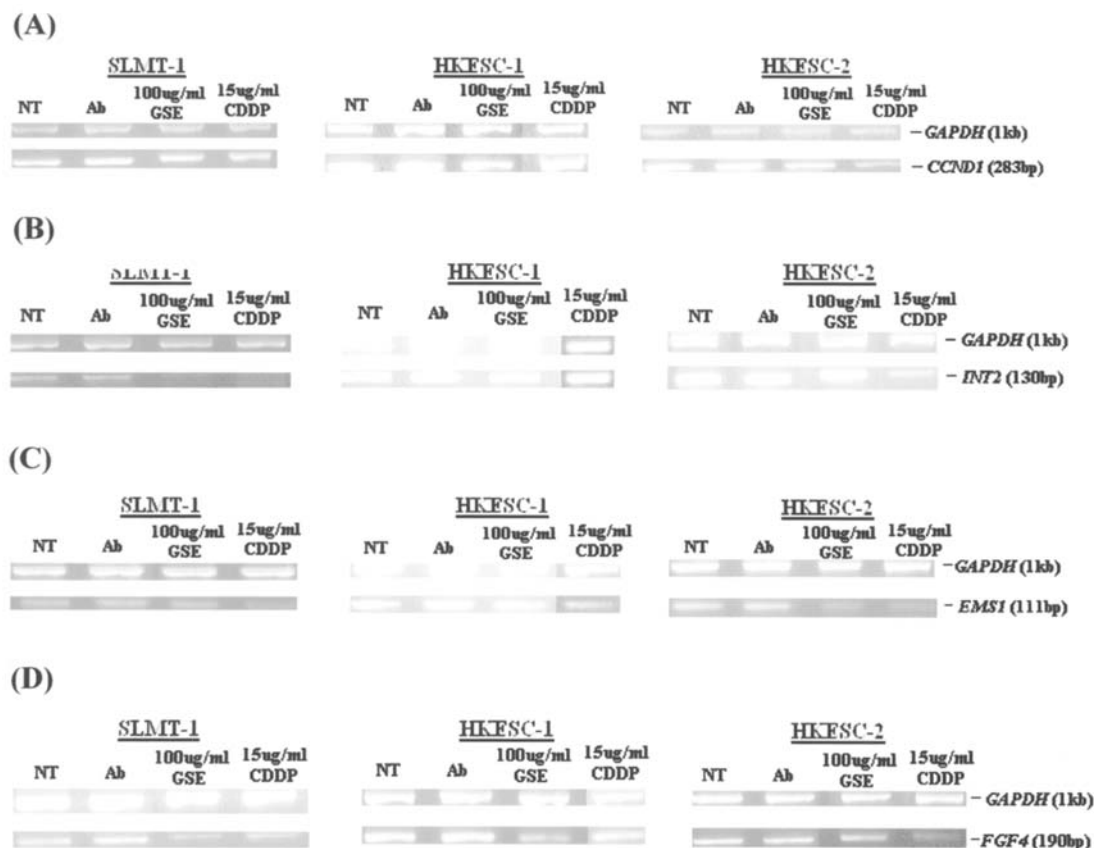 (A)
SLMT-1
HKESC-1
HKESC-2
NT Ab 100ug/ml GSE 15ug/ml CDDP
NT Ab 100ug/ml GSE 15ug/ml CDDP
NT Ab 100ug/ml GSE 15ug/ml CDDP
– GAPDH (1kb)
– CCND1 (283bp)
(B)
SLMT-1
HKESC-1
HKESC-2
NT Ab 100ug/ml GSE 15ug/ml CDDP
NT Ab 100ug/ml GSE 15ug/ml CDDP
NT Ab 100ug/ml GSE 15ug/ml CDDP
– GAPDH (1kb)
– INT2 (130bp)
(C)
SLMT-1
HKESC-1
HKESC-2
NT Ab 100ug/ml GSE 15ug/ml CDDP
NT Ab 100ug/ml GSE 15ug/ml CDDP
NT Ab 100ug/ml GSE 15ug/ml CDDP
– GAPDH (1kb)
– EMS1 (111bp)
(D)
SLMT-1
HKESC-1
HKESC-2
NT Ab 100ug/ml GSE 15ug/ml CDDP
NT Ab 100ug/ml GSE 15ug/ml CDDP
NT Ab 100ug/ml GSE 15ug/ml CDDP
– GAPDH (1kb)
–FGF4 (190bp)